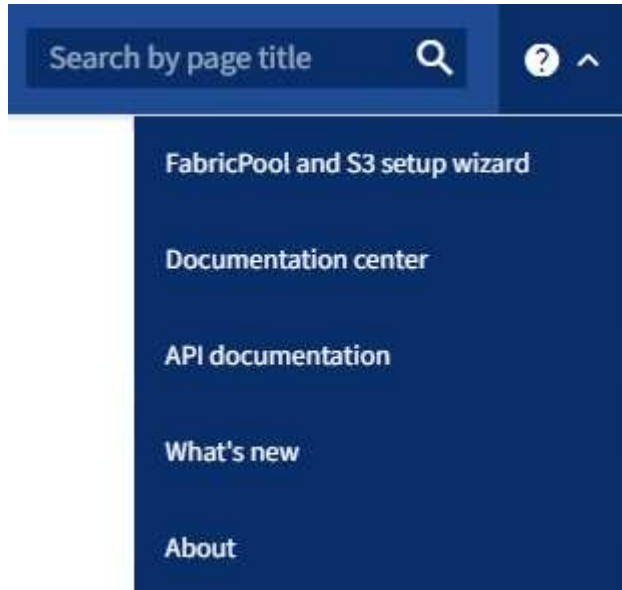 Search by page title
FabricPool and S3 setup wizard
Documentation center
API documentation
What's new
About